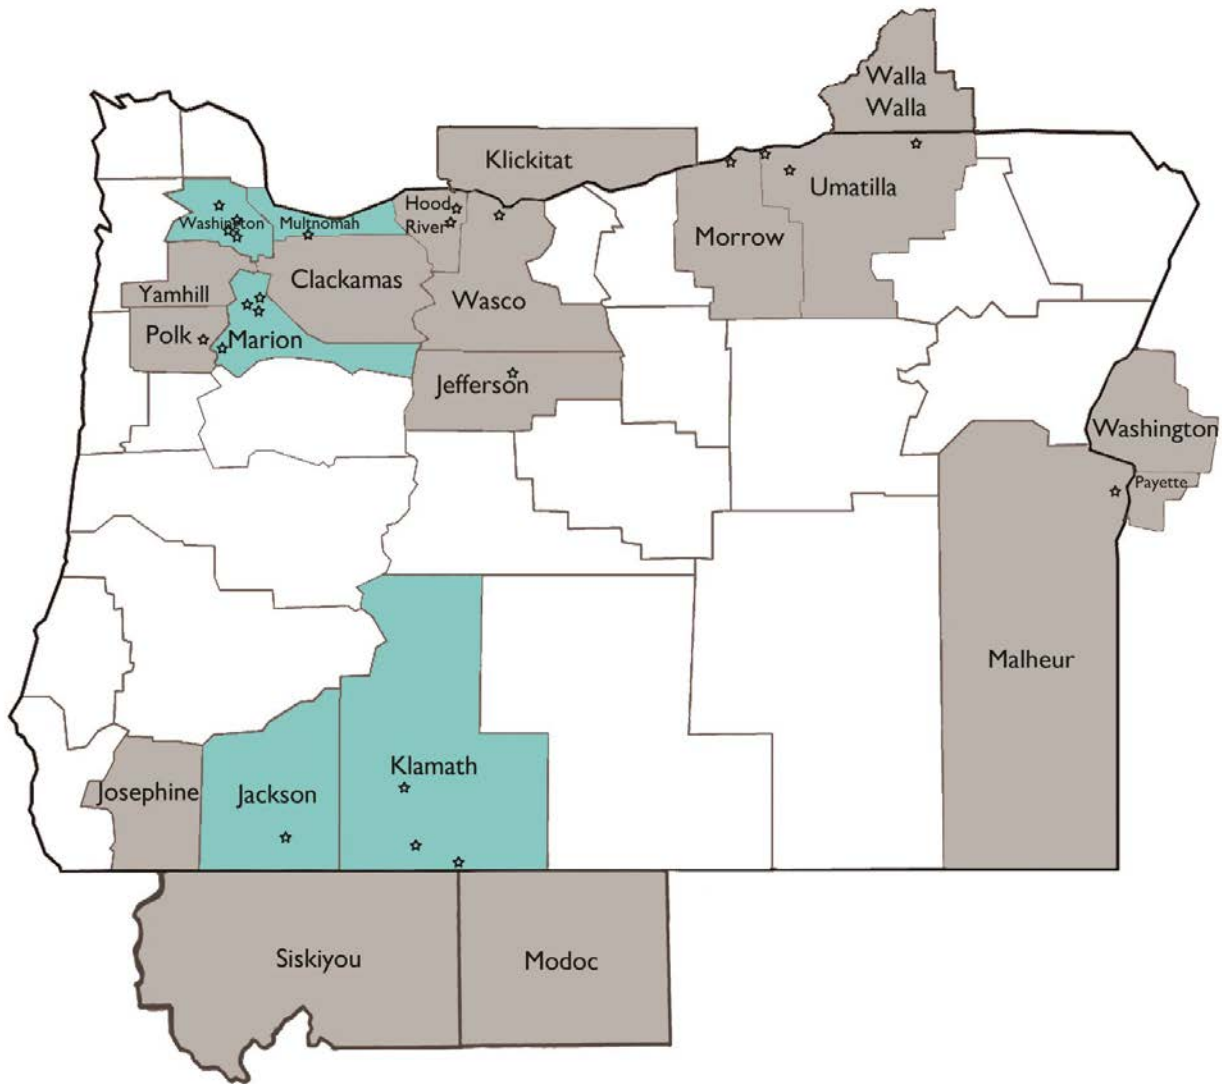 Walla
Walla
Klickitat
Umatilla
Hood
River
Washington
Multnomah
Morrow
Clackamas
Yamhill
Wasco
Polk
Marion
Jefferson
Washington
Payette
Malheur
Klamath
Josephine
Jackson
Siskiyou
Modoc